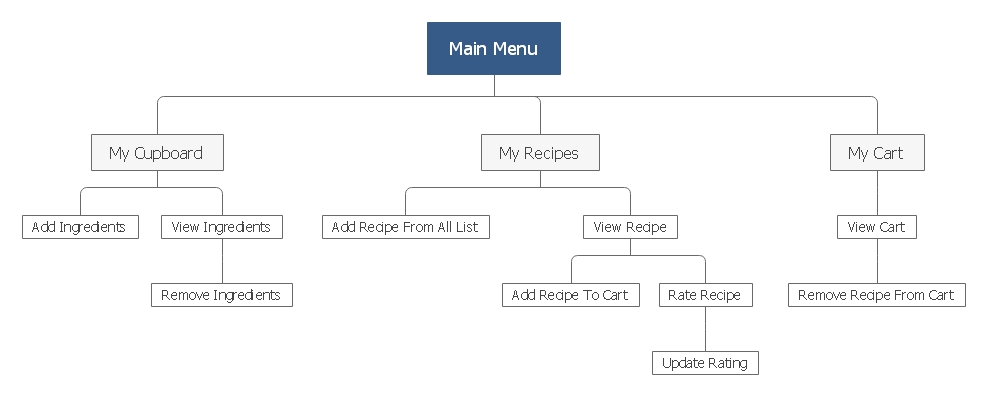 Main Menu
My Cupboard
My Recipes
My Cart
Add Ingredients
View Ingredients
Add Recipe From All List
View Recipe
View Cart
Remove Ingredients
Add Recipe To Cart
Rate Recipe
Remove Recipe From Cart
Update Rating